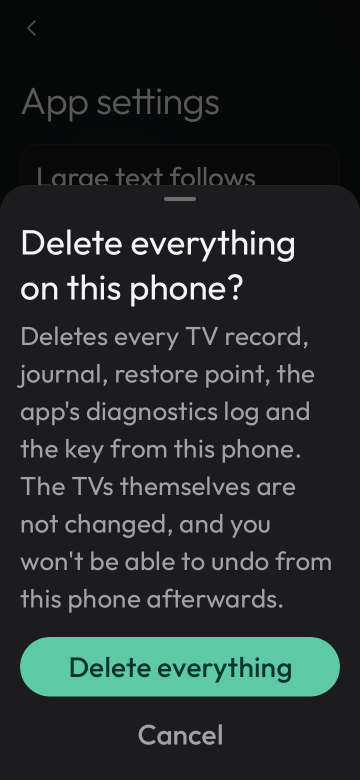 App settings
Large text follows
Delete everything
on this phone?
Deletes every TV record,
journal, restore point, the
app's diagnostics log and
the key from this phone.
The TVs themselves are
not changed, and you
won't be able to undo from
this phone afterwards.
Delete everything
Cancel